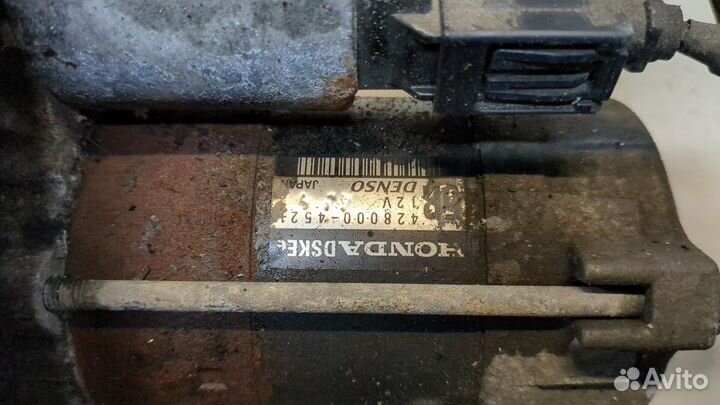 HONDA DSKE
428000-4521
12V
DENSO
JAPAN
Avito